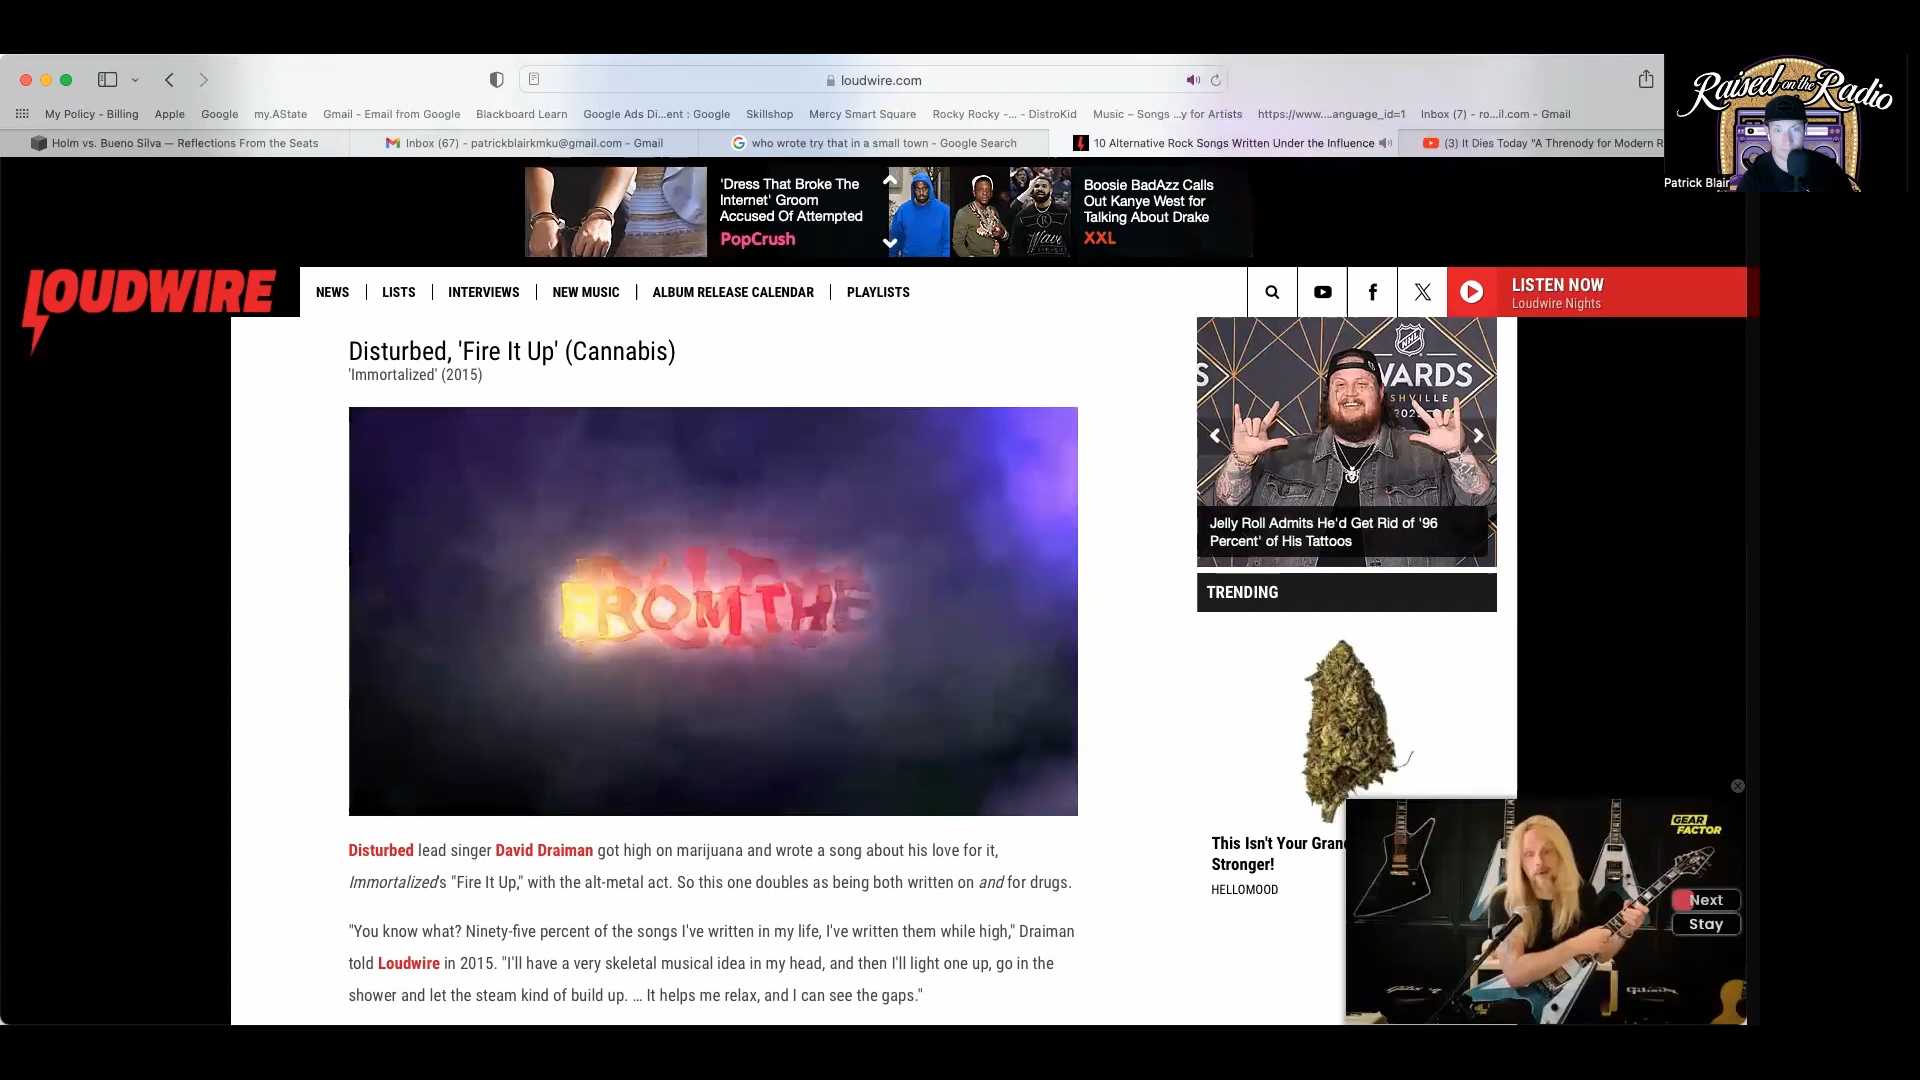 loudwire.com
Raised on the Radio
My Policy - Billing
Apple
Google
my.AState
Gmail - Email from Google
Blackboard Learn
Google Ads Di...ent : Google
Skillshop
Mercy Smart Square
Rocky Rocky -... - DistroKid
Music – Songs ...y for Artists
https://www....anguage_id=1
Inbox (7) - ro...il.com - Gmail
Holm vs. Bueno Silva — Reflections From the Seats
Inbox (67) - patrickblairkmku@gmail.com - Gmail
who wrote try that in a small town - Google Search
10 Alternative Rock Songs Written Under the Influence
(3) It Dies Today "A Threnody for Modern R
Patrick Blair
'Dress That Broke The
Internet' Groom
Accused Of Attempted
PopCrush
Boosie BadAzz Calls
Out Kanye West for
Talking About Drake
XXL
LOUDWIRE
NEWS
LISTS
INTERVIEWS
NEW MUSIC
ALBUM RELEASE CALENDAR
PLAYLISTS
LISTEN NOW
Loudwire Nights
Disturbed, 'Fire It Up' (Cannabis)
'Immortalized' (2015)
FROM THE
Disturbed lead singer David Draiman got high on marijuana and wrote a song about his love for it,
Immortalized's "Fire It Up," with the alt-metal act. So this one doubles as being both written on and for drugs.
"You know what? Ninety-five percent of the songs I've written in my life, I've written them while high," Draiman
told Loudwire in 2015. "I'll have a very skeletal musical idea in my head, and then I'll light one up, go in the
shower and let the steam kind of build up. ... It helps me relax, and I can see the gaps."
Jelly Roll Admits He'd Get Rid of '96
Percent' of His Tattoos
TRENDING
This Isn't Your Gran
Stronger!
HELLOMOOD
GEAR
FACTOR
Next
Stay